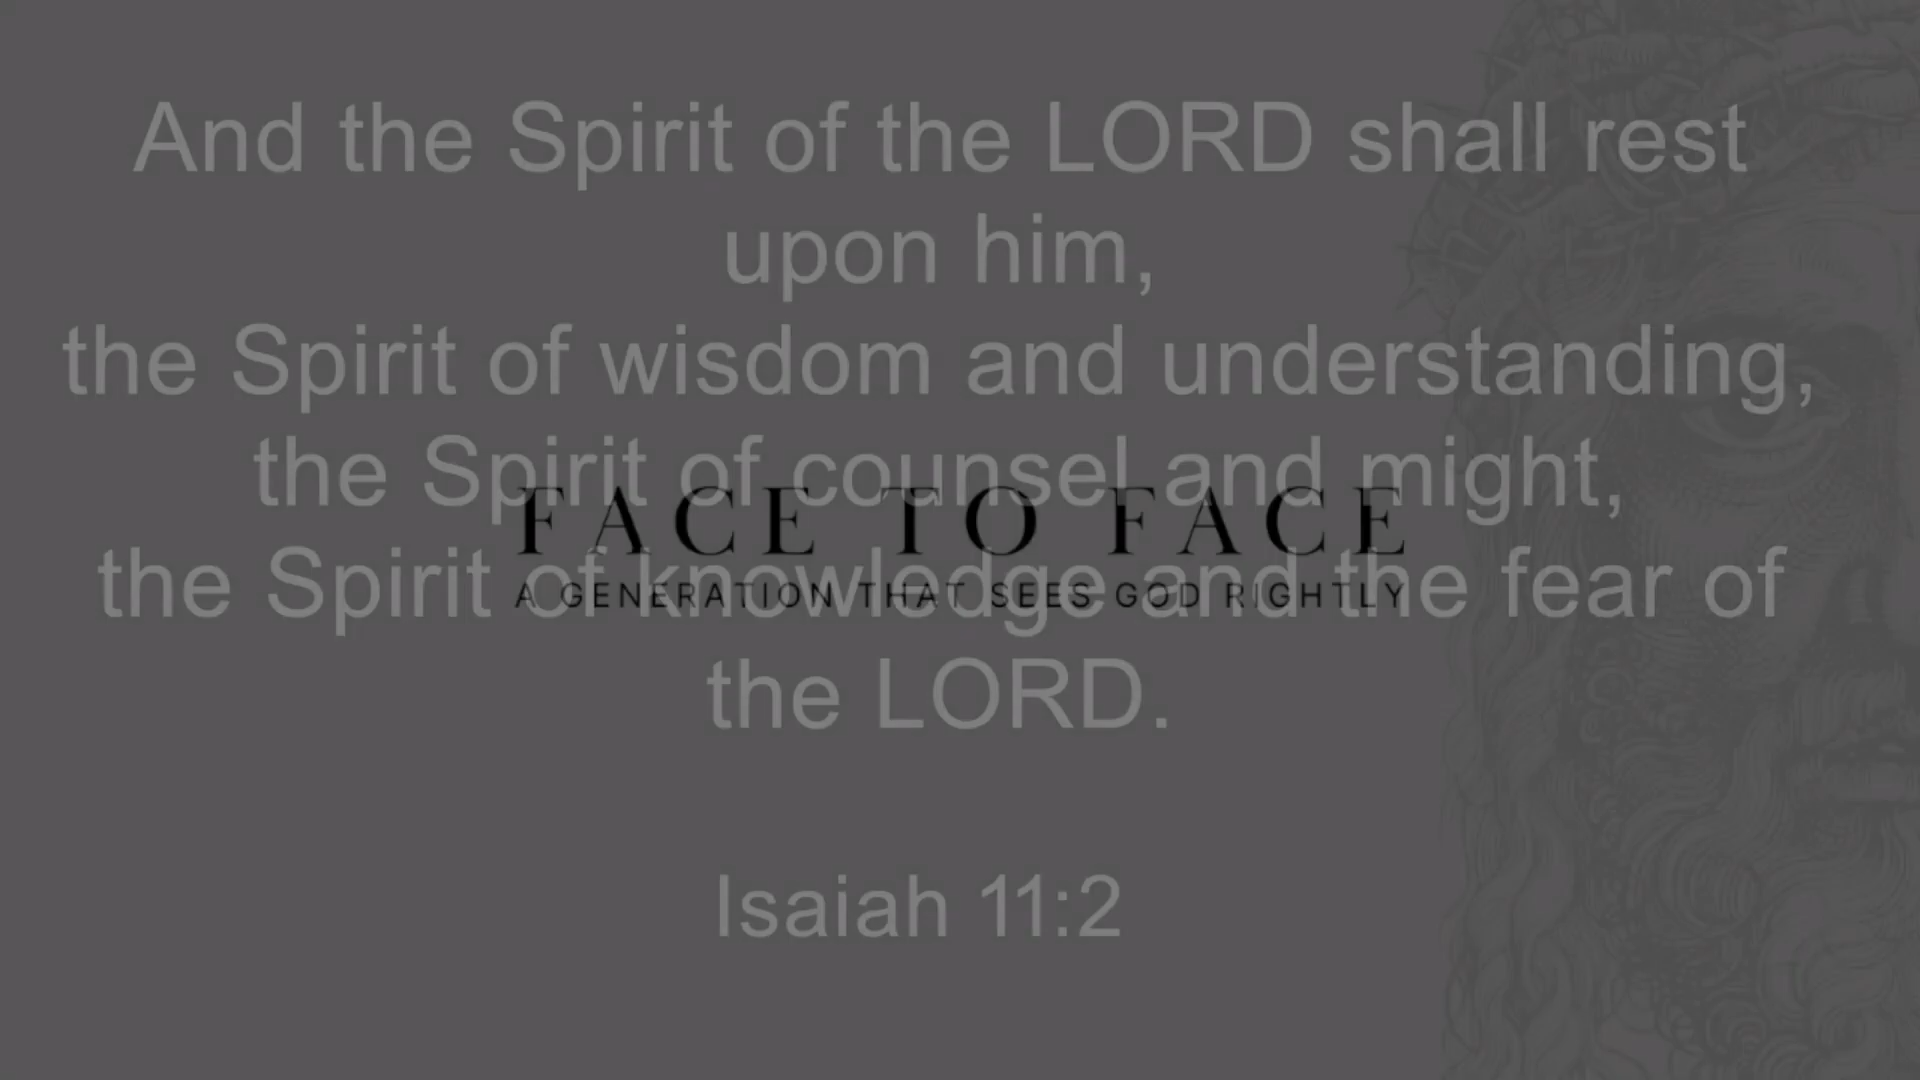 And the Spirit of the LORD shall rest
upon him,
the Spirit of wisdom and understanding,
the Spirit of counsel and might,
FACE TO FACE
the Spirit of knowledge and the fear of
A GENERATION THAT SEES GOD RIGHTLY
the LORD.
Isaiah 11:2